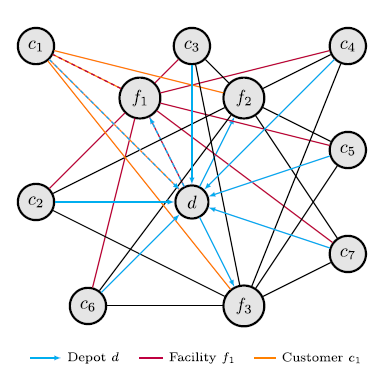 c₁ c₃ c₄
f₁ f₂
c₅
c₂ d
c₇
c₆ f₃
Depot d Facility f₁ Customer c₁